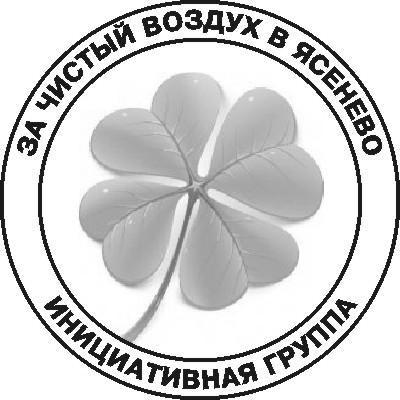 ЗА ЧИСТЫЙ ВОЗДУХ В ЯСЕНЕВО
ИНИЦИАТИВНАЯ ГРУППА